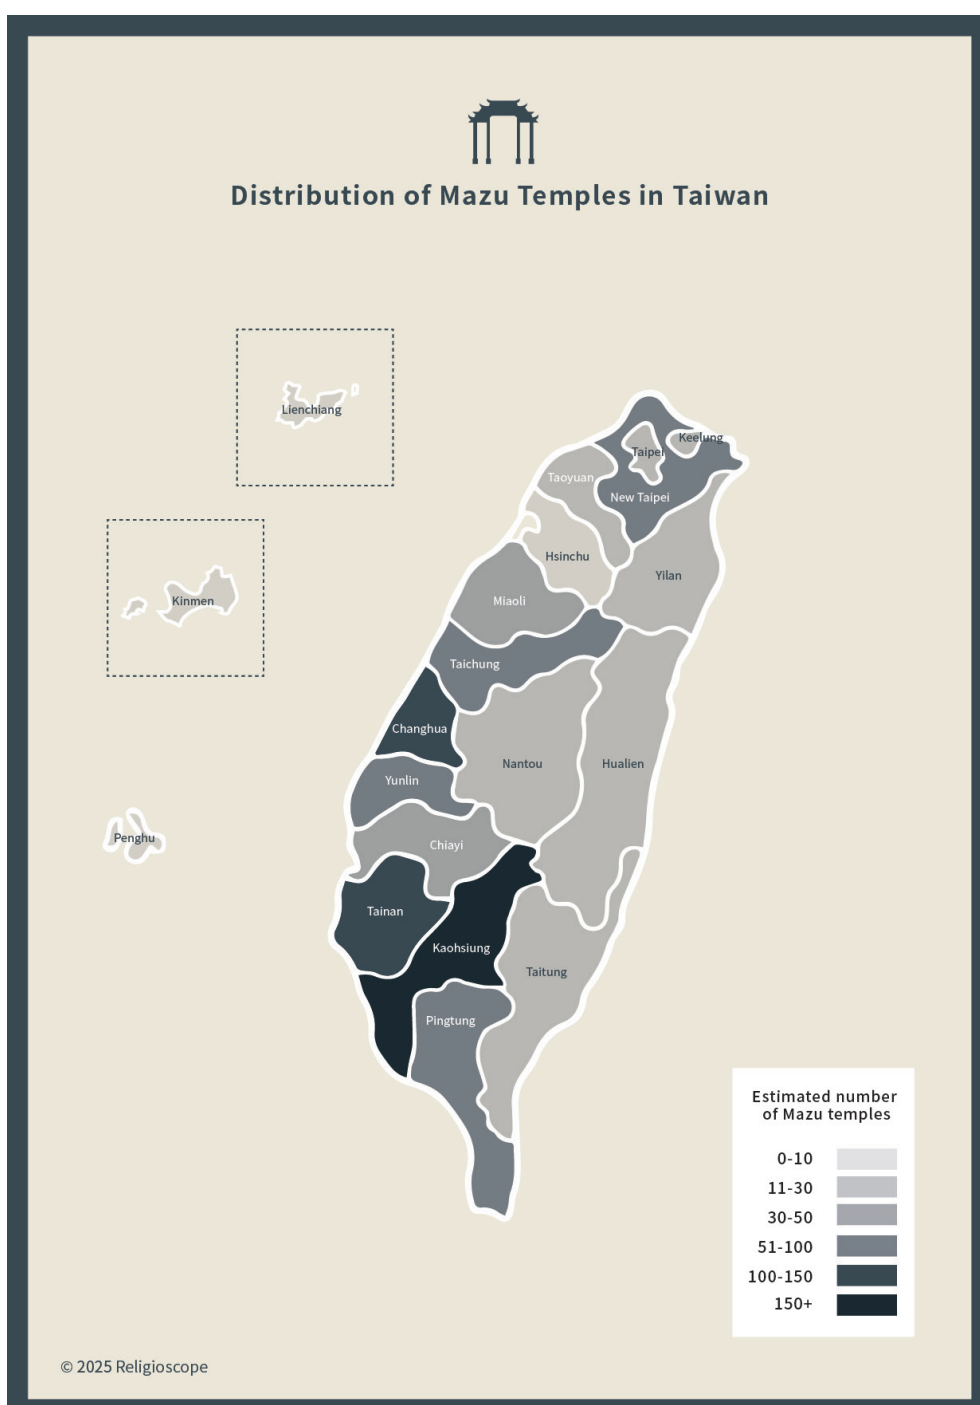 Distribution of Mazu Temples in Taiwan
Lienchiang
Keelung
Taipei
Taoyuan
New Taipei
Hsinchu
Yilan
Kinmen
Miaoli
Taichung
Changhua
Nantou
Hualien
Yunlin
Penghu
Chiayi
Tainan
Kaohsiung
Taitung
Pingtung
Estimated number
of Mazu temples
0-10
11-30
30-50
51-100
100-150
150+
© 2025 Religioscope